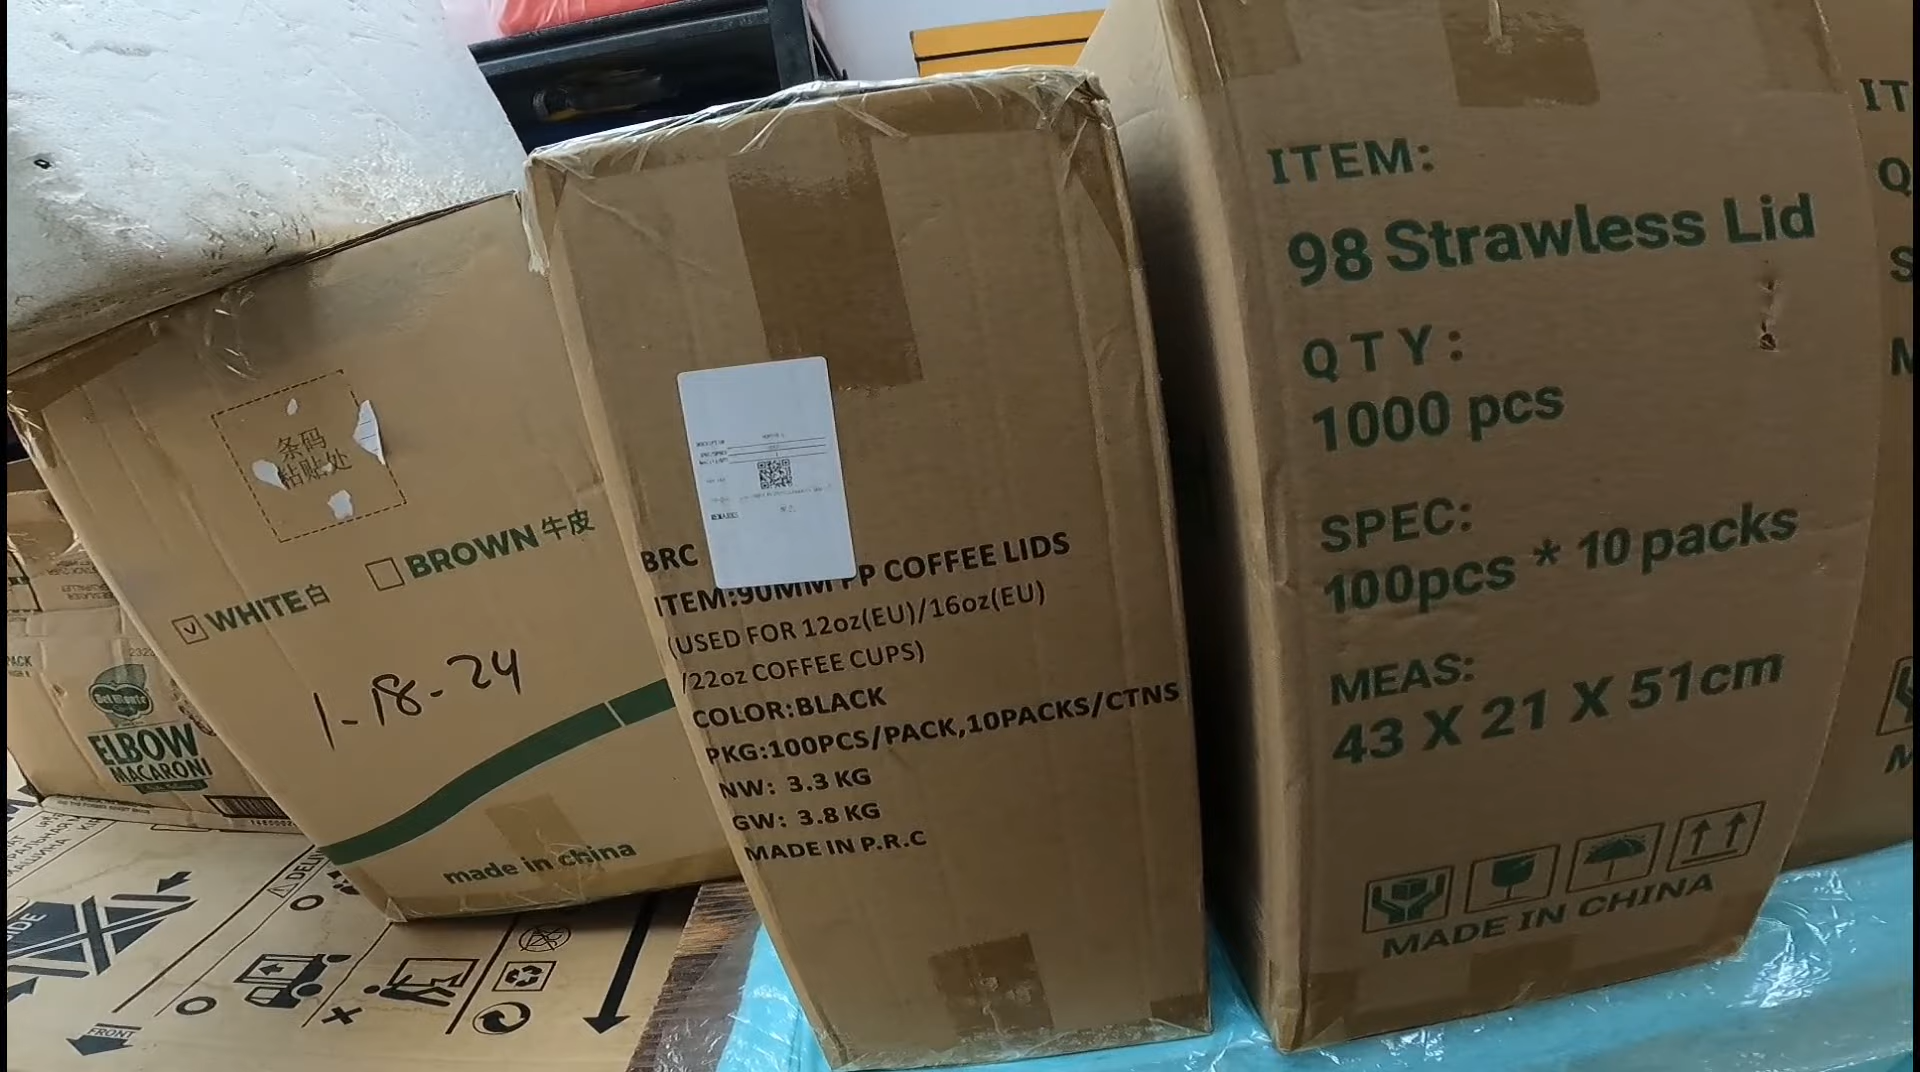 条码
粘贴处
WHITE白
BROWN牛皮
1-18-24
made in china
Del Monte
ELBOW
MACARONI
FRONT
BRC
ITEM:90MM PP COFFEE LIDS
(USED FOR 12oz(EU)/16oz(EU)
/22oz COFFEE CUPS)
COLOR:BLACK
PKG:100PCS/PACK,10PACKS/CTNS
NW: 3.3 KG
GW: 3.8 KG
MADE IN P.R.C
ITEM:
98 Strawless Lid
QTY:
1000 pcs
SPEC:
100pcs * 10 packs
MEAS:
43 X 21 X 51cm
MADE IN CHINA